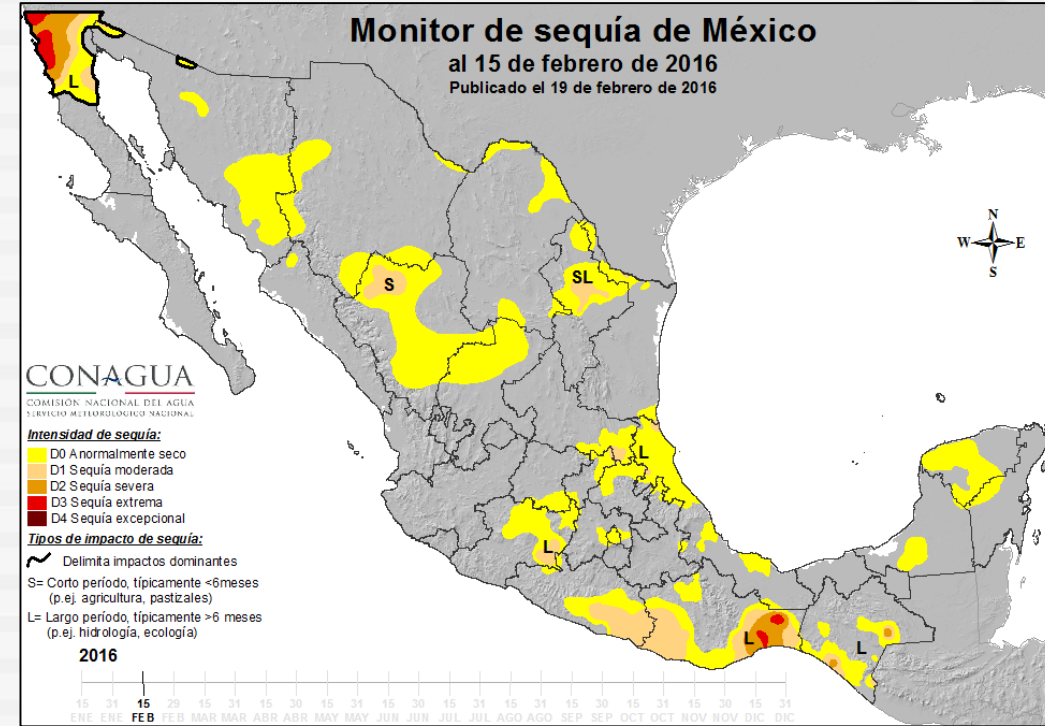 Monitor de sequía de México
al 15 de febrero de 2016
Publicado el 19 de febrero de 2016
L
N
W E
S
S
SL
CONAGUA
COMISIÓN NACIONAL DEL AGUA
SERVICIO METEOROLÓGICO NACIONAL
Intensidad de sequía:
D0 Anormalmente seco
D1 Sequía moderada
D2 Sequía severa
D3 Sequía extrema
D4 Sequía excepcional
Tipos de impacto de sequía:
Delimita impactos dominantes
S= Corto período, típicamente <6meses
(p.ej. agricultura, pastizales)
L= Largo período, típicamente >6 meses
(p.ej. hidrología, ecología)
L
L
L
L
2016
15 31 15 29 15 31 15 30 15 31 15 30 15 31 15 31 15 30 15 31 15 30 15 31
ENE ENE FEB FEB MAR MAR ABR ABR MAY MAY JUN JUN JUL JUL AGO AGO SEP SEP OCT OCT NOV NOV DIC DIC